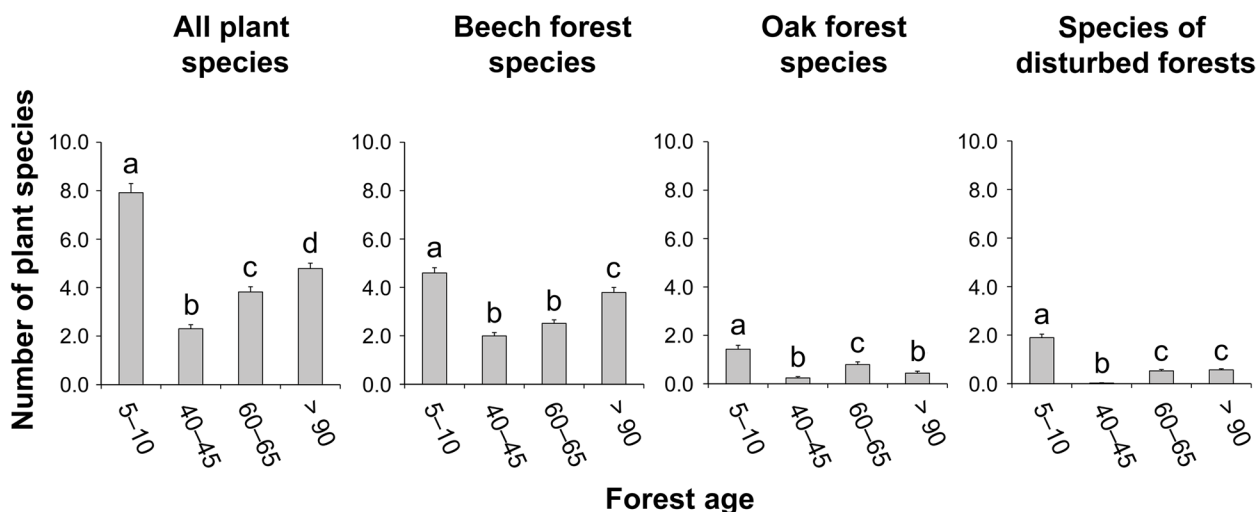 All plant
species
Beech forest
species
Oak forest
species
Species of
disturbed forests
Number of plant species
10.0
8.0
6.0
4.0
2.0
0.0
a
b
c
d
5–10
40–45
60–65
> 90
10.0
8.0
6.0
4.0
2.0
0.0
a
b
b
c
5–10
40–45
60–65
> 90
10.0
8.0
6.0
4.0
2.0
0.0
a
b
c
b
5–10
40–45
60–65
> 90
10.0
8.0
6.0
4.0
2.0
0.0
a
b
c
c
5–10
40–45
60–65
> 90
Forest age